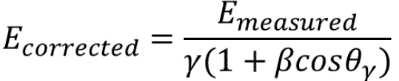 E_corrected = E_measured / γ(1 + βcosθ_γ)